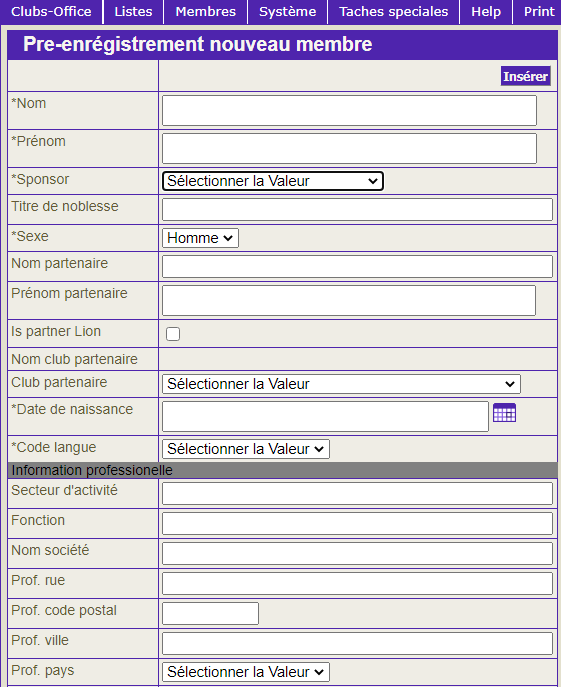 Clubs-Office Listes Membres Système Taches speciales Help Print
Pre-enrégistrement nouveau membre
Insérer
*Nom
*Prénom
*Sponsor Sélectionner la Valeur
Titre de noblesse
*Sexe Homme
Nom partenaire
Prénom partenaire
Is partner Lion
Nom club partenaire
Club partenaire Sélectionner la Valeur
*Date de naissance
*Code langue Sélectionner la Valeur
Information professionelle
Secteur d'activité
Fonction
Nom société
Prof. rue
Prof. code postal
Prof. ville
Prof. pays Sélectionner la Valeur